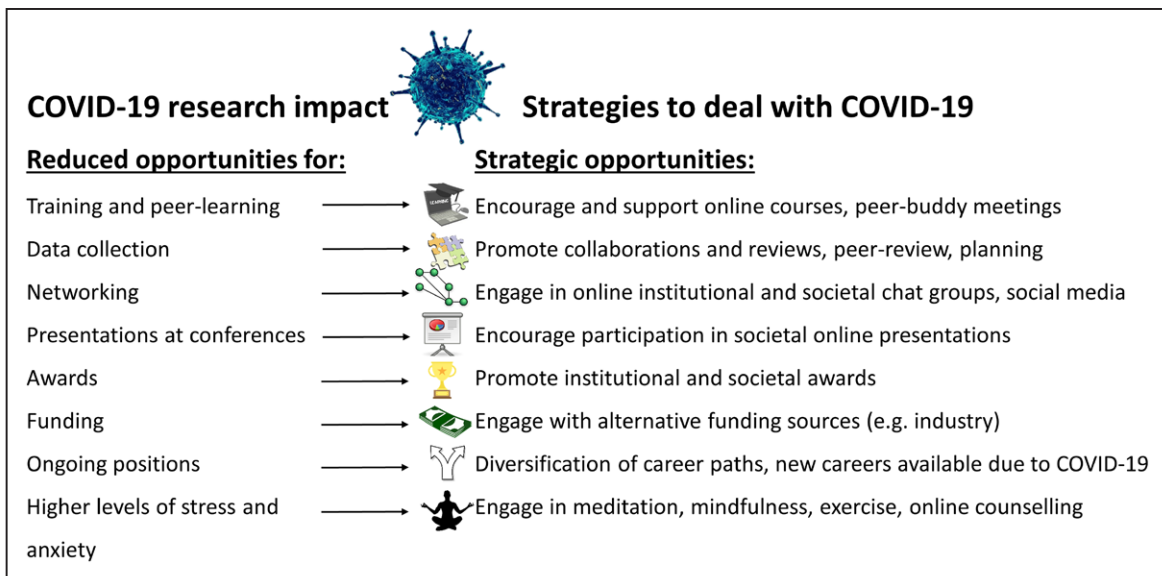 COVID-19 research impact Strategies to deal with COVID-19
Reduced opportunities for: Strategic opportunities:
Training and peer-learning Encourage and support online courses, peer-buddy meetings
Data collection Promote collaborations and reviews, peer-review, planning
Networking Engage in online institutional and societal chat groups, social media
Presentations at conferences Encourage participation in societal online presentations
Awards Promote institutional and societal awards
Funding Engage with alternative funding sources (e.g. industry)
Ongoing positions Diversification of career paths, new careers available due to COVID-19
Higher levels of stress and Engage in meditation, mindfulness, exercise, online counselling
anxiety